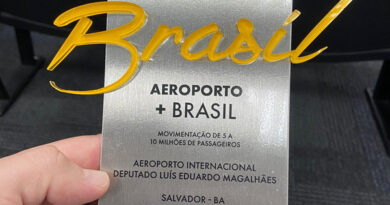 Brasil
AEROPORTO
+ BRASIL
MOVIMENTAÇÃO DE 5 A
10 MILHÕES DE PASSAGEIROS
AEROPORTO INTERNACIONAL
DEPUTADO LUÍS EDUARDO MAGALHÃES
SALVADOR - BA